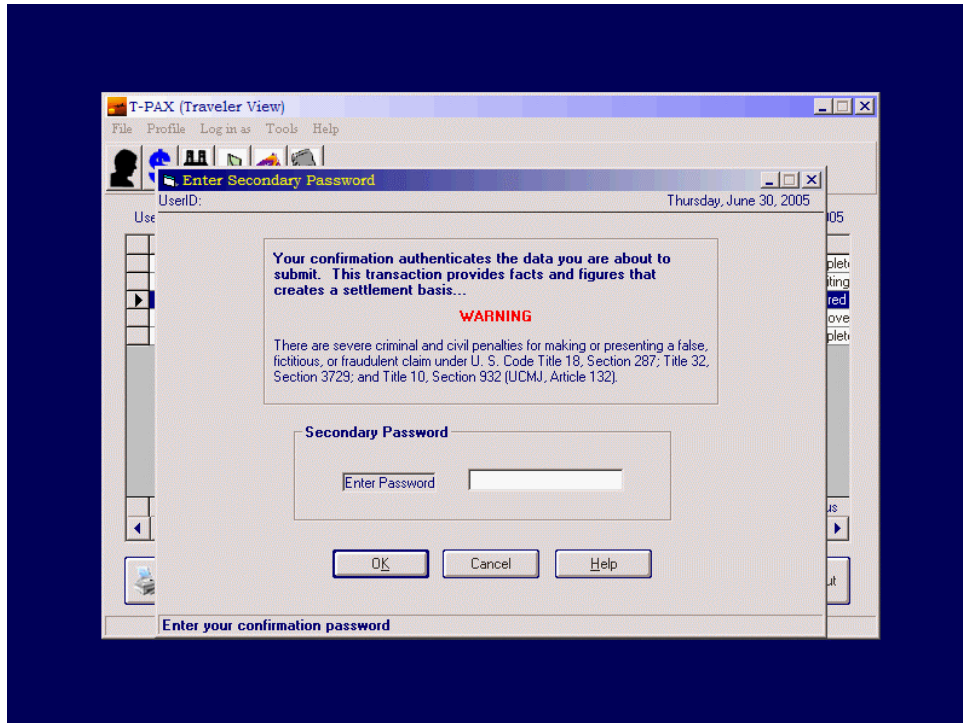 T-PAX (Traveler View)
File Profile Log in as Tools Help
Enter Secondary Password
UserID: Thursday, June 30, 2005
Your confirmation authenticates the data you are about to
submit. This transaction provides facts and figures that
creates a settlement basis...
WARNING
There are severe criminal and civil penalties for making or presenting a false,
fictitious, or fraudulent claim under U. S. Code Title 18, Section 287; Title 32,
Section 3729; and Title 10, Section 932 (UCMJ, Article 132).
Secondary Password
Enter Password
OK Cancel Help
Enter your confirmation password